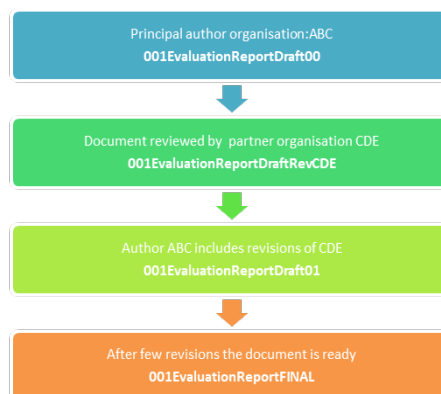 Principal author organisation:ABC
001EvaluationReportDraft00
Document reviewed by partner organisation CDE
001EvaluationReportDraftRevCDE
Author ABC includes revisions of CDE
001EvaluationReportDraft01
After few revisions the document is ready
001EvaluationReportFINAL